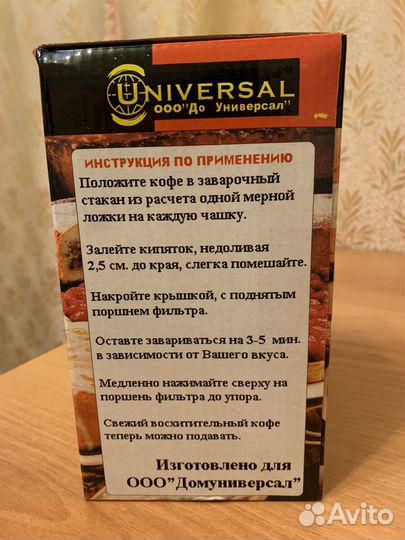 UNIVERSAL
ООО"До Универсал"
ИНСТРУКЦИЯ ПО ПРИМЕНЕНИЮ
Положите кофе в заварочный
стакан из расчета одной мерной
ложки на каждую чашку.
Залейте кипяток, недоливая
2,5 см. до края, слегка помешайте.
Накройте крышкой, с поднятым
поршнем фильтра.
Оставте завариваться на 3-5 мин.
в зависимости от Вашего вкуса.
Медленно нажимайте сверху на
поршень фильтра до упора.
Свежий восхитительный кофе
теперь можно подавать.
Изготовлено для
ООО"Домуниверсал"
Avito